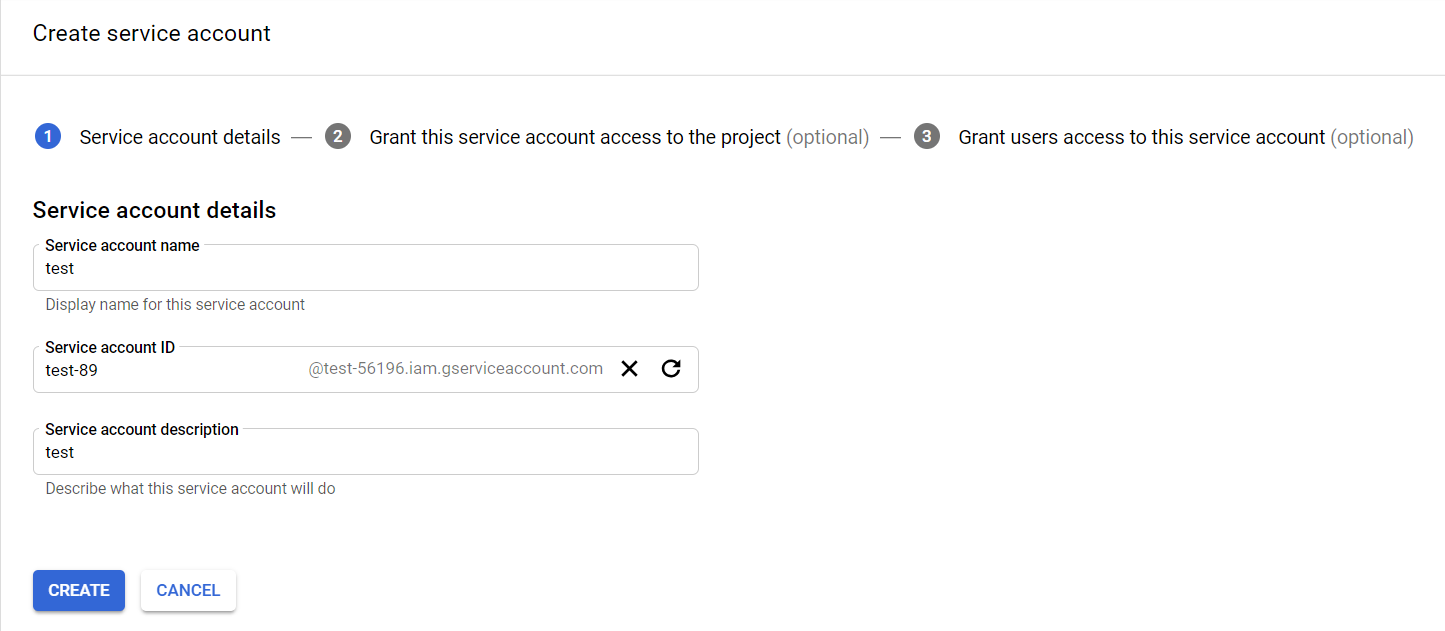 Create service account
1 Service account details — 2 Grant this service account access to the project (optional) — 3 Grant users access to this service account (optional)
Service account details
Service account name
test
Display name for this service account
Service account ID
test-89 @test-56196.iam.gserviceaccount.com
Service account description
test
Describe what this service account will do
CREATE CANCEL